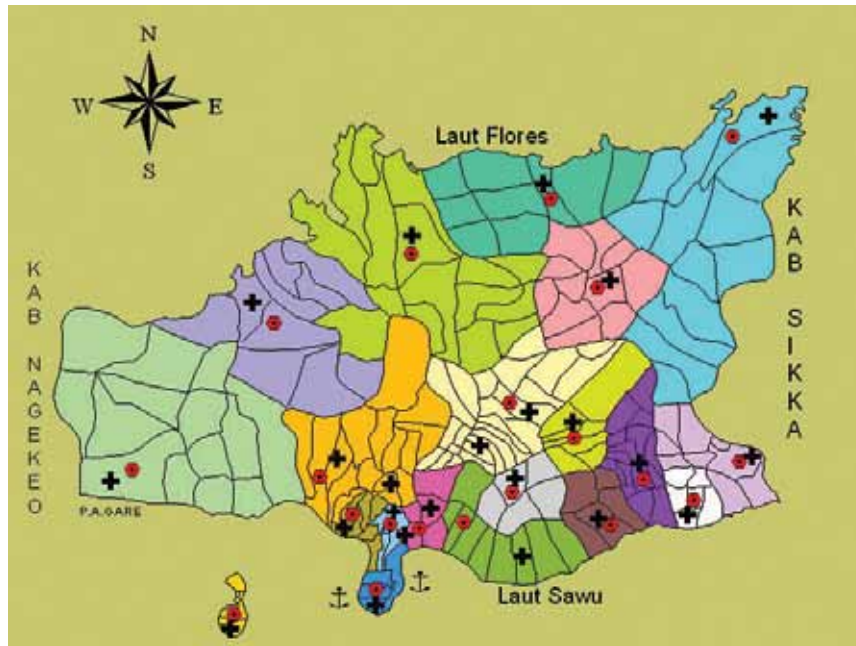 N
W E
S
Laut Flores
KAB SIKKA
KAB NAGEKEO
P.A.GARE
Laut Sawu